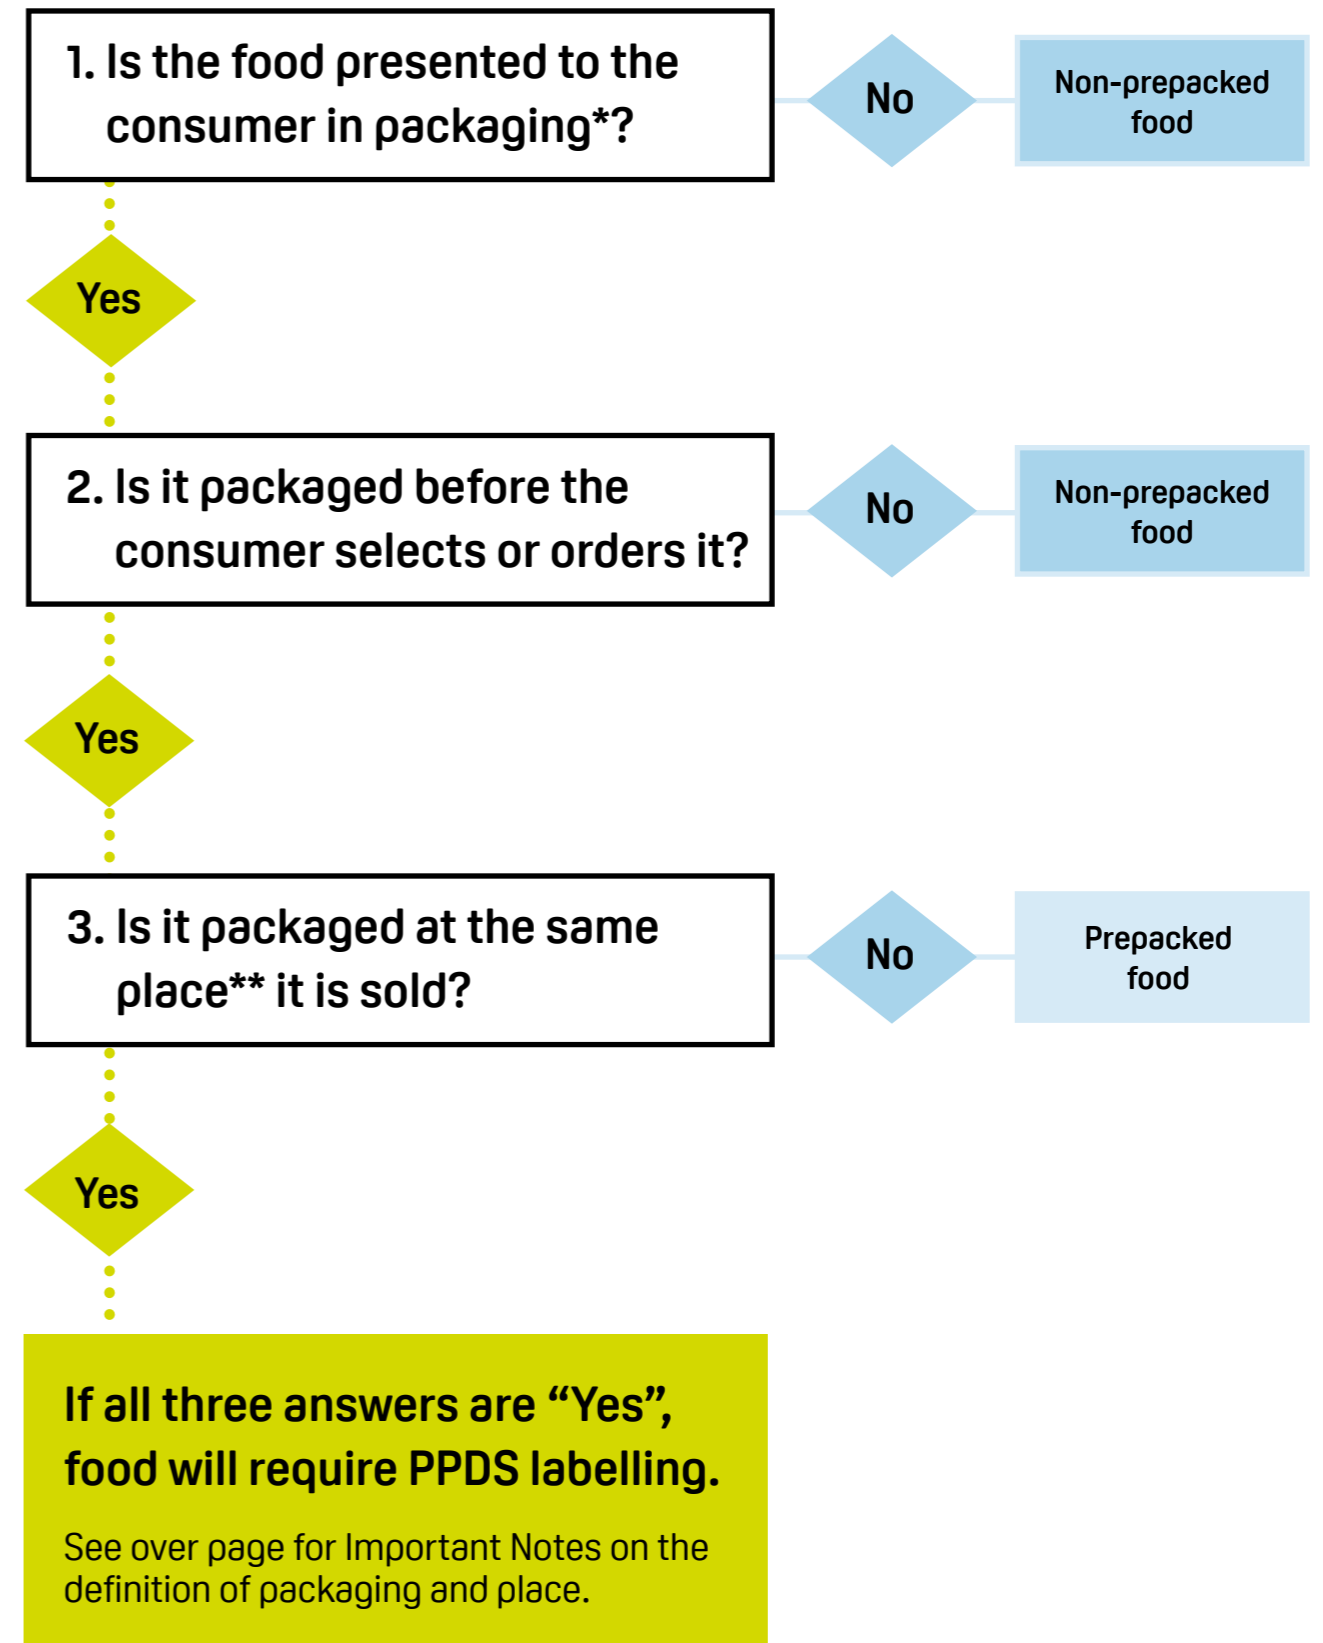 1. Is the food presented to the
consumer in packaging*?
No
Non-prepacked
food
Yes
2. Is it packaged before the
consumer selects or orders it?
No
Non-prepacked
food
Yes
3. Is it packaged at the same
place** it is sold?
No
Prepacked
food
Yes
If all three answers are “Yes”,
food will require PPDS labelling.
See over page for Important Notes on the
definition of packaging and place.